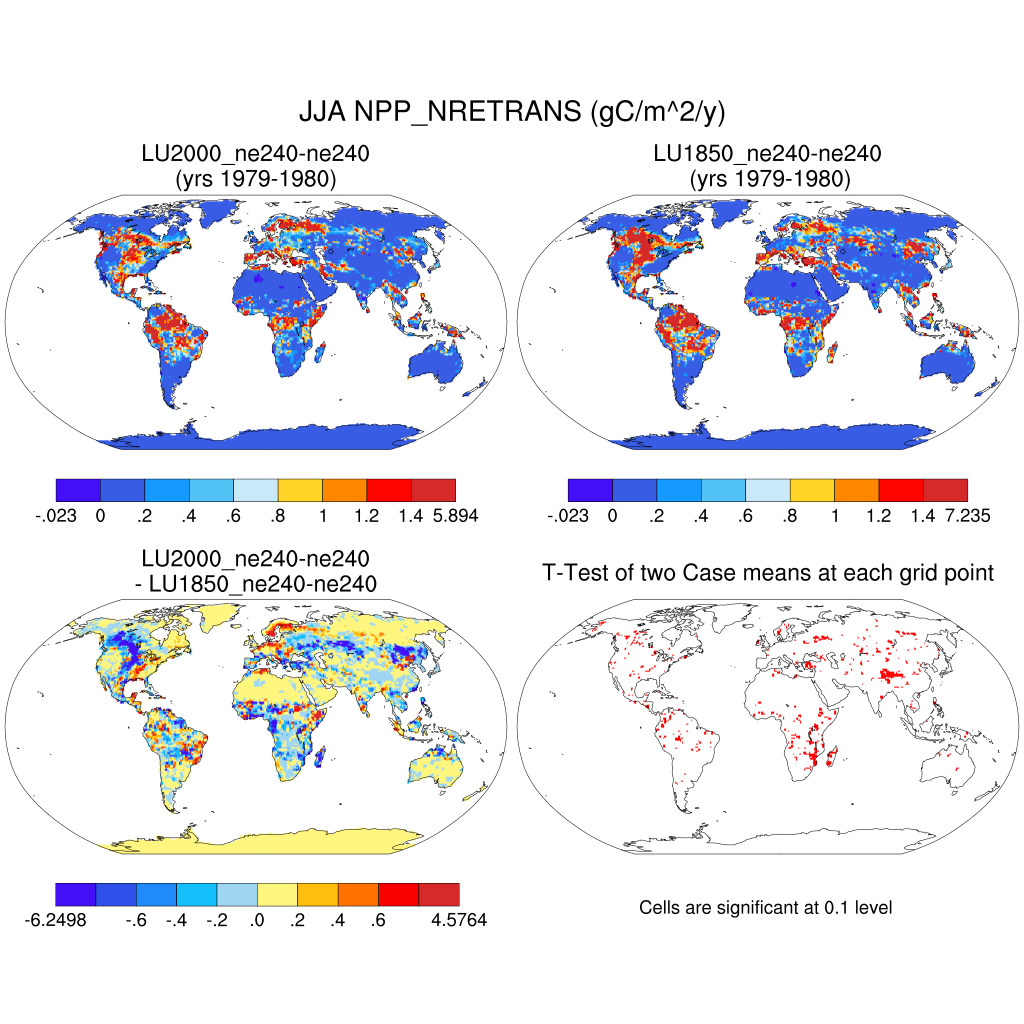 JJA NPP_NRETRANS (gC/m^2/y)
LU2000_ne240-ne240
(yrs 1979-1980)
LU1850_ne240-ne240
(yrs 1979-1980)
-.023 0 .2 .4 .6 .8 1 1.2 1.4 5.894
-.023 0 .2 .4 .6 .8 1 1.2 1.4 7.235
LU2000_ne240-ne240
- LU1850_ne240-ne240
T-Test of two Case means at each grid point
-6.2498 -.6 -.4 -.2 .0 .2 .4 .6 4.5764
Cells are significant at 0.1 level